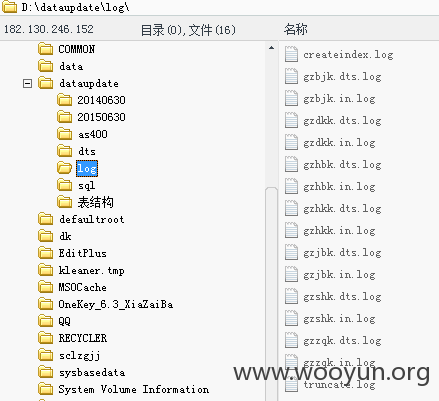 D:\dataupdate\log\
182.130.246.152 目录(0),文件(16) 名称
COMMON
data
dataupdate
20140630
20150630
as400
dts
log
sql
表结构
defaultroot
dk
EditPlus
kleaner.tmp
MSOCache
OneKey_6.3_XiaZaiBa
QQ
RECYCLER
sclzgjj
sysbasedata
System Volume Information
createindex.log
gzbjk.dts.log
gzbjk.in.log
gzdkk.dts.log
gzdkk.in.log
gzhbk.dts.log
gzhbk.in.log
gzhkk.dts.log
gzhkk.in.log
gzjbk.dts.log
gzjbk.in.log
gzshk.dts.log
gzshk.in.log
gzzqk.dts.log
gzzqk.in.log
truncate.log
www.wooyun.org